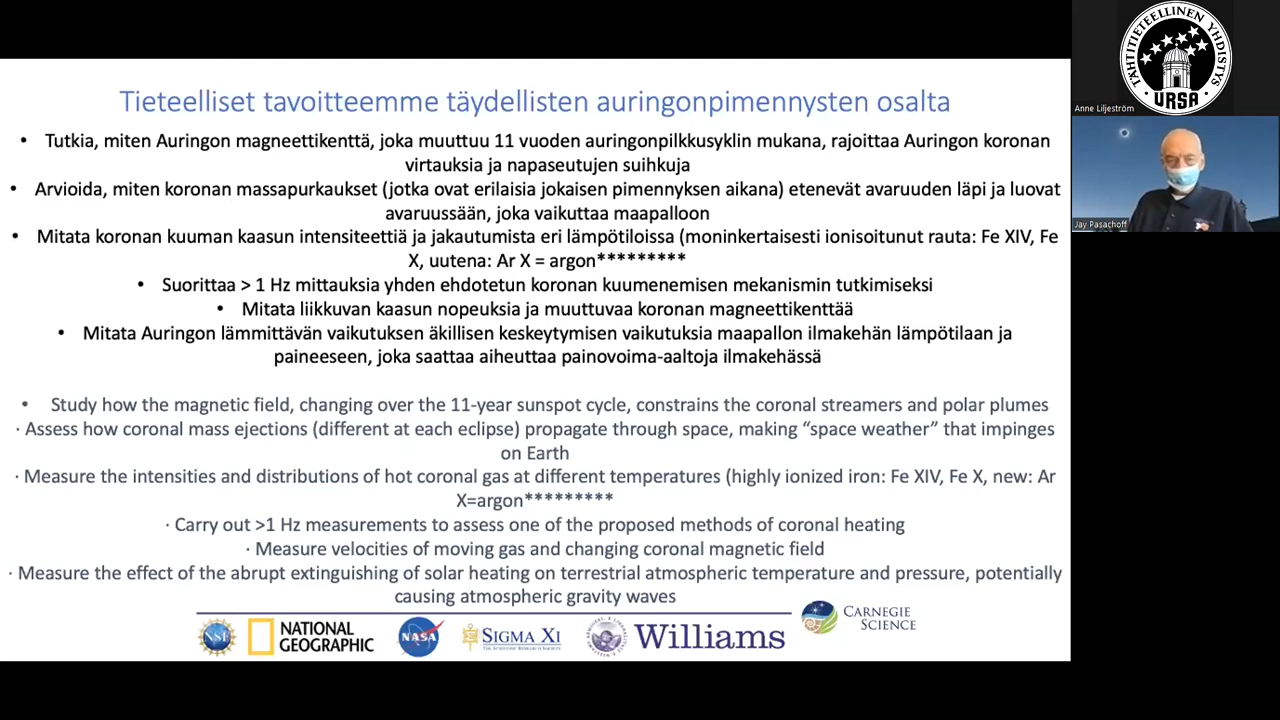 Tieteelliset tavoitteemme täydellisten auringonpimennysten osalta
• Tutkia, miten Auringon magneettikenttä, joka muuttuu 11 vuoden auringonpilkkusyklin mukana, rajoittaa Auringon koronan
virtauksia ja napaseutujen suihkuja
• Arvioida, miten koronan massapurkaukset (jotka ovat erilaisia jokaisen pimennyksen aikana) etenevät avaruuden läpi ja luovat
avaruussään, joka vaikuttaa maapalloon
• Mitata koronan kuuman kaasun intensiteettiä ja jakautumista eri lämpötiloissa (moninkertaisesti ionisoitunut rauta: Fe XIV, Fe
X, uutena: Ar X = argon*********
• Suorittaa > 1 Hz mittauksia yhden ehdotetun koronan kuumenemisen mekanismin tutkimiseksi
• Mitata liikkuvan kaasun nopeuksia ja muuttuvaa koronan magneettikenttää
• Mitata Auringon lämmittävän vaikutuksen äkillisen keskeytymisen vaikutuksia maapallon ilmakehän lämpötilaan ja
paineeseen, joka saattaa aiheuttaa painovoima-aaltoja ilmakehässä
• Study how the magnetic field, changing over the 11-year sunspot cycle, constrains the coronal streamers and polar plumes
· Assess how coronal mass ejections (different at each eclipse) propagate through space, making “space weather” that impinges
on Earth
· Measure the intensities and distributions of hot coronal gas at different temperatures (highly ionized iron: Fe XIV, Fe X, new: Ar
X=argon*********
· Carry out >1 Hz measurements to assess one of the proposed methods of coronal heating
· Measure velocities of moving gas and changing coronal magnetic field
· Measure the effect of the abrupt extinguishing of solar heating on terrestrial atmospheric temperature and pressure, potentially
causing atmospheric gravity waves
NSF
NATIONAL
GEOGRAPHIC
NASA
SIGMA XI
THE SCIENTIFIC RESEARCH SOCIETY
Williams
CARNEGIE
SCIENCE
TÄHTITIETEELLINEN YHDISTYS
URSA
Anne Liljeström
Jay Pasachoff